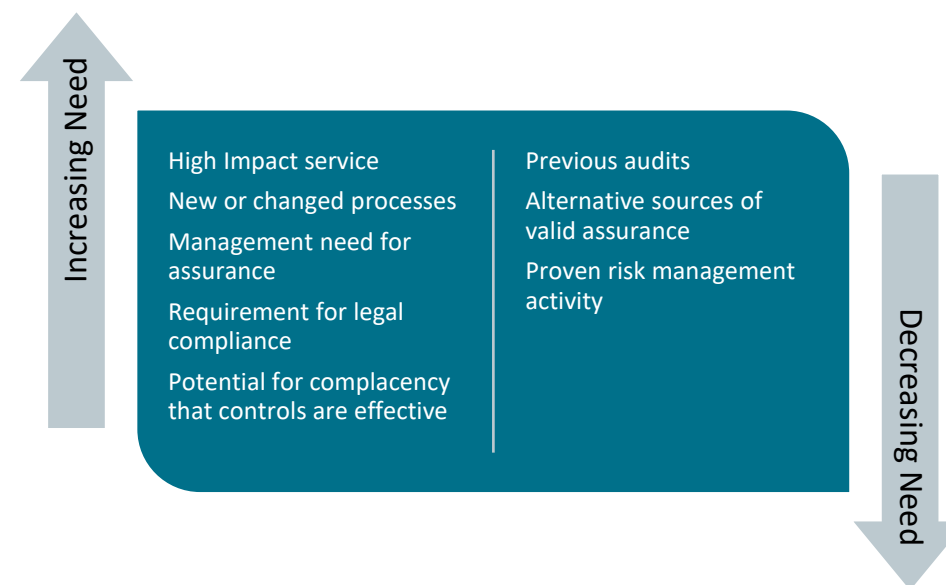 Increasing Need
High Impact service
New or changed processes
Management need for
assurance
Requirement for legal
compliance
Potential for complacency
that controls are effective
Previous audits
Alternative sources of
valid assurance
Proven risk management
activity
Decreasing Need